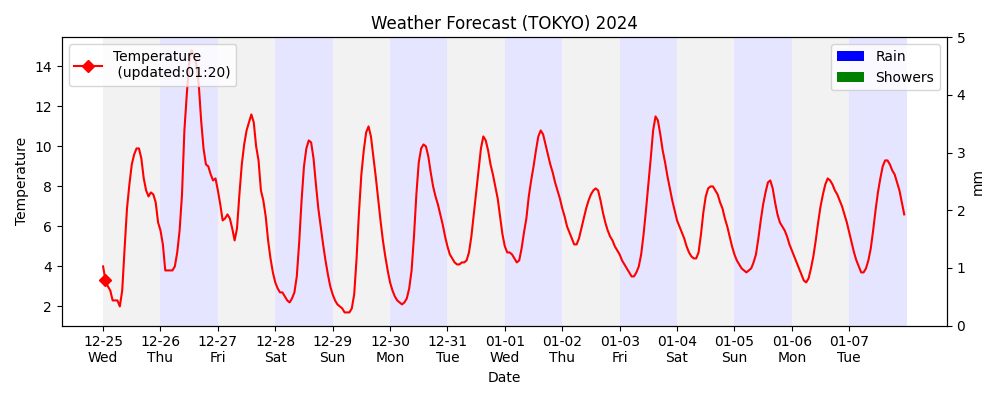 Weather Forecast (TOKYO) 2024
Temperature
(updated:01:20)
Rain
Showers
Temperature
14
12
10
8
6
4
2
5
4
3
2
1
0
mm
12-25 12-26 12-27 12-28 12-29 12-30 12-31 01-01 01-02 01-03 01-04 01-05 01-06 01-07
Wed Thu Fri Sat Sun Mon Tue Wed Thu Fri Sat Sun Mon Tue
Date